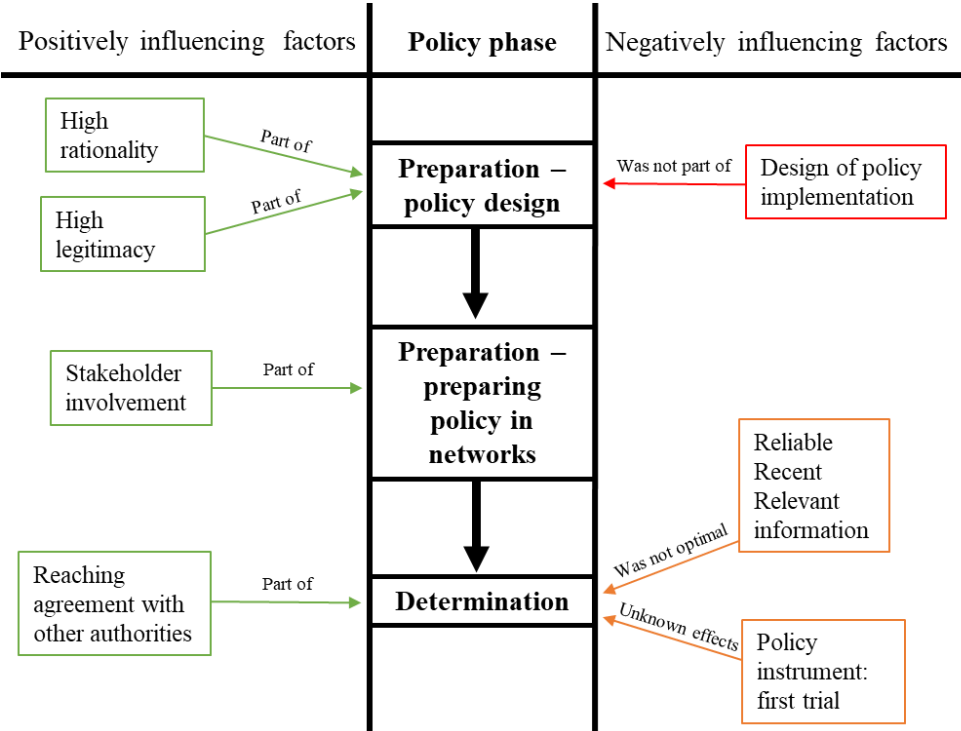 Positively influencing factors
Policy phase
Negatively influencing factors
High
rationality
Part of
High
legitimacy
Part of
Preparation –
policy design
Was not part of
Design of policy
implementation
Stakeholder
involvement
Part of
Preparation –
preparing
policy in
networks
Reliable
Recent
Relevant
information
Was not optimal
Reaching
agreement with
other authorities
Part of
Determination
Unknown effects
Policy
instrument:
first trial